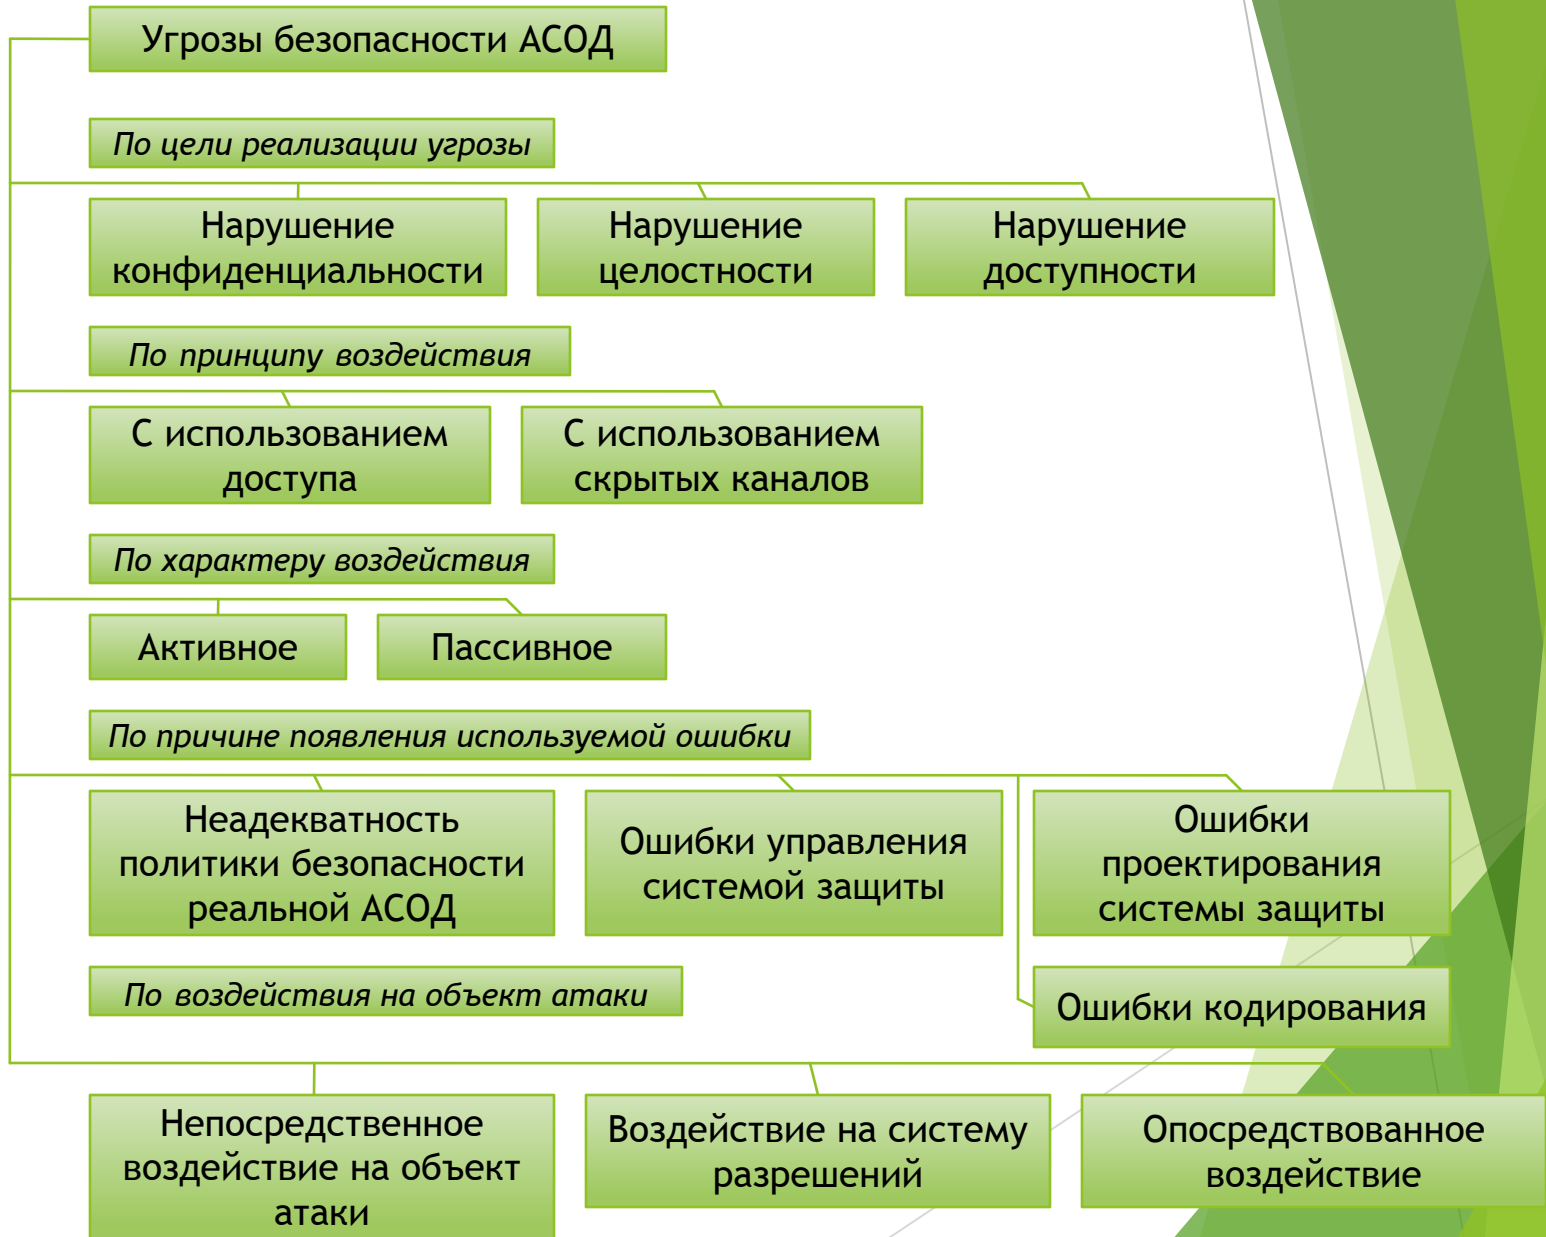 Угрозы безопасности АСОД
По цели реализации угрозы
Нарушение
конфиденциальности
Нарушение
целостности
Нарушение
доступности
По принципу воздействия
С использованием
доступа
С использованием
скрытых каналов
По характеру воздействия
Активное
Пассивное
По причине появления используемой ошибки
Неадекватность
политики безопасности
реальной АСОД
Ошибки управления
системой защиты
Ошибки
проектирования
системы защиты
По воздействия на объект атаки
Ошибки кодирования
Непосредственное
воздействие на объект
атаки
Воздействие на систему
разрешений
Опосредствованное
воздействие